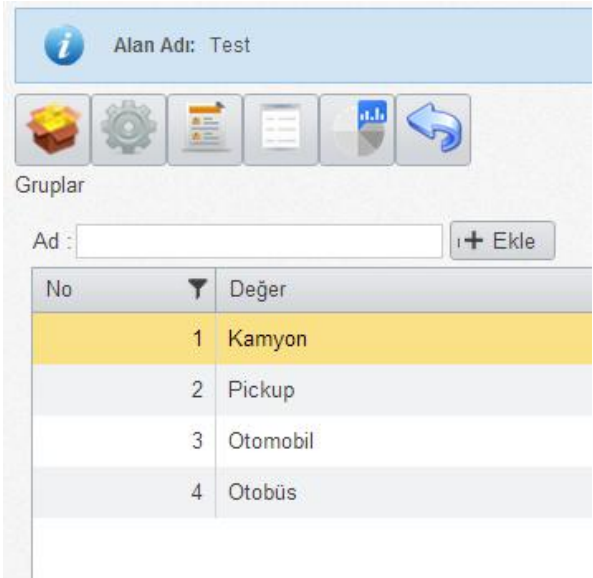 Alan Adı: Test
Gruplar
Ad :
Ekle
No Değer
1 Kamyon
2 Pickup
3 Otomobil
4 Otobüs